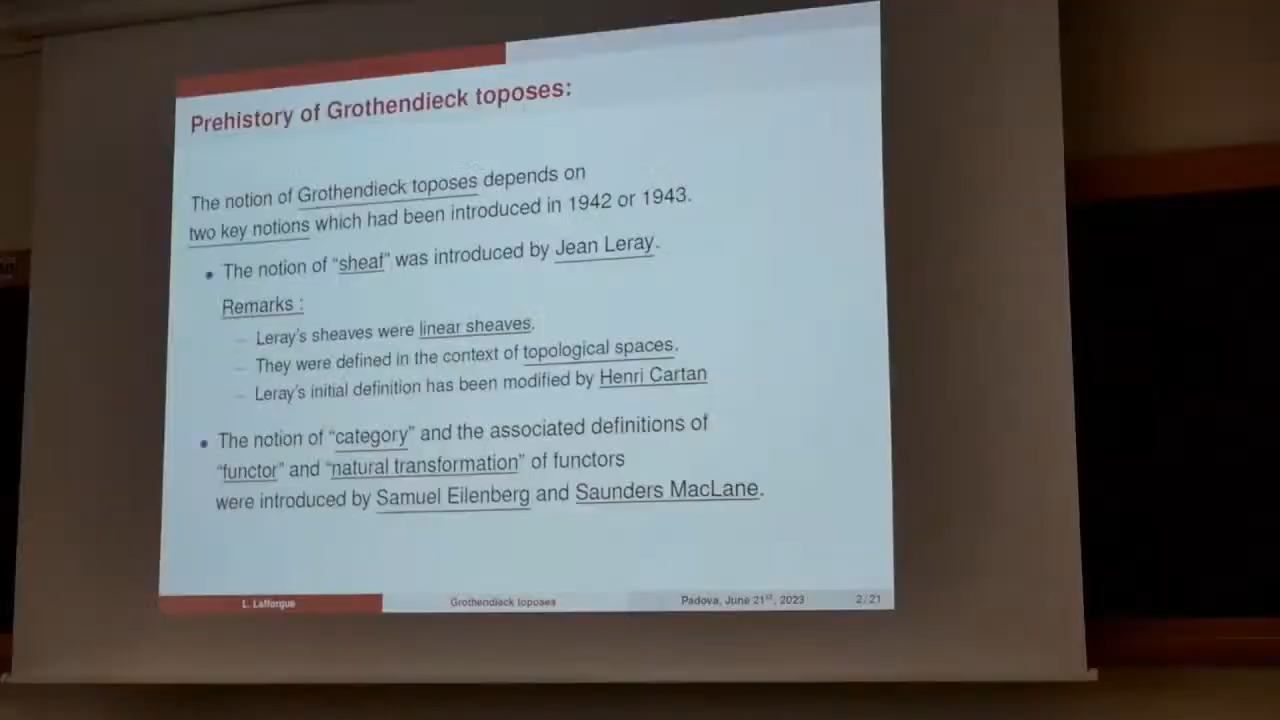 Prehistory of Grothendieck toposes:
The notion of Grothendieck toposes depends on
two key notions which had been introduced in 1942 or 1943.
• The notion of “sheaf” was introduced by Jean Leray.
Remarks :
– Leray's sheaves were linear sheaves.
– They were defined in the context of topological spaces.
– Leray's initial definition has been modified by Henri Cartan
• The notion of “category” and the associated definitions of
“functor” and “natural transformation” of functors
were introduced by Samuel Eilenberg and Saunders MacLane.
L. Lafforgue Grothendieck toposes Padova, June 21st, 2023 2 / 21